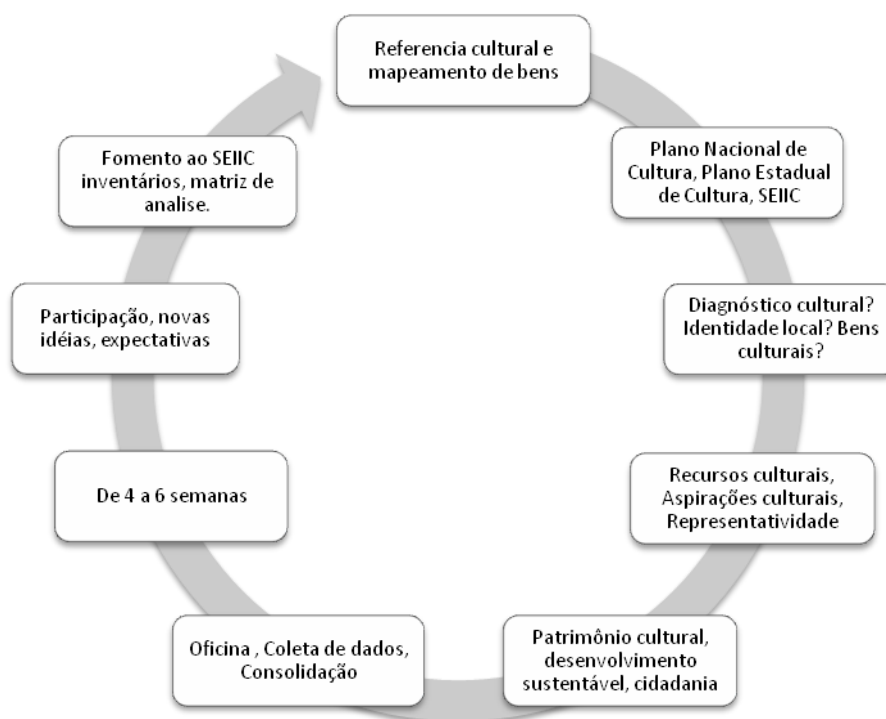 Referencia cultural e
mapeamento de bens
Plano Nacional de
Cultura, Plano Estadual
de Cultura, SEIIC
Diagnóstico cultural?
Identidade local? Bens
culturais?
Recursos culturais,
Aspirações culturais,
Representatividade
Patrimônio cultural,
desenvolvimento
sustentável, cidadania
Oficina , Coleta de dados,
Consolidação
De 4 a 6 semanas
Participação, novas
idéias, expectativas
Fomento ao SEIIC
inventários, matriz de
analise.